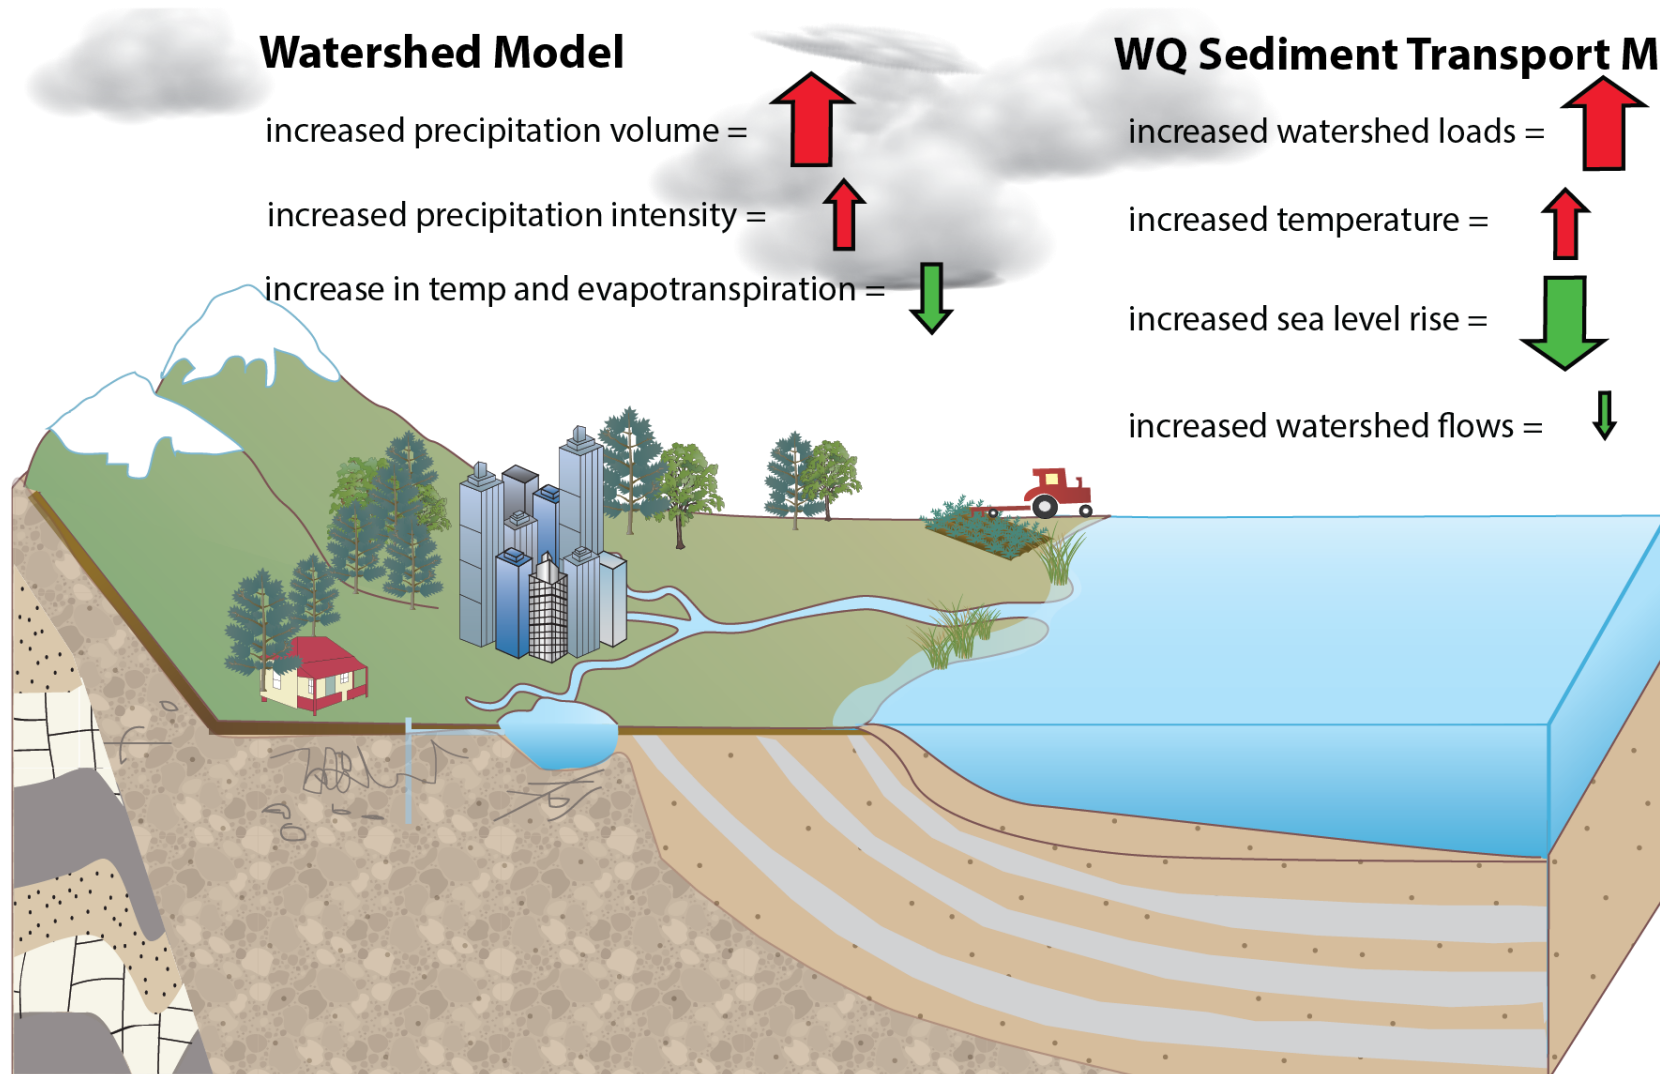 Watershed Model
increased precipitation volume =
increased precipitation intensity =
increase in temp and evapotranspiration =
WQ Sediment Transport M
increased watershed loads =
increased temperature =
increased sea level rise =
increased watershed flows =